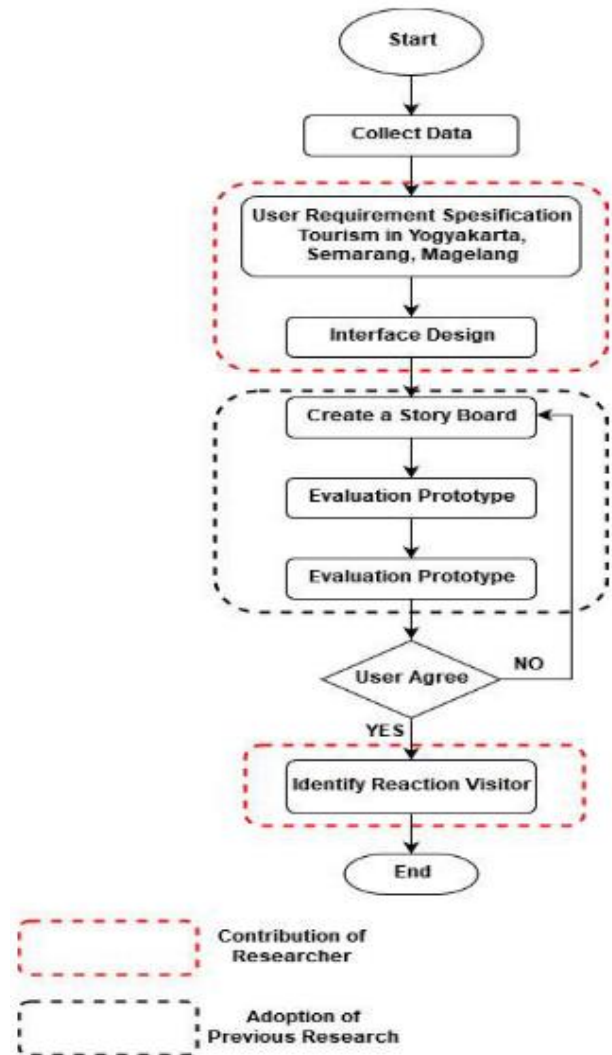 Start
Collect Data
User Requirement Spesification
Tourism in Yogyakarta,
Semarang, Magelang
Interface Design
Create a Story Board
Evaluation Prototype
Evaluation Prototype
User Agree
NO
YES
Identify Reaction Visitor
End
Contribution of
Researcher
Adoption of
Previous Research